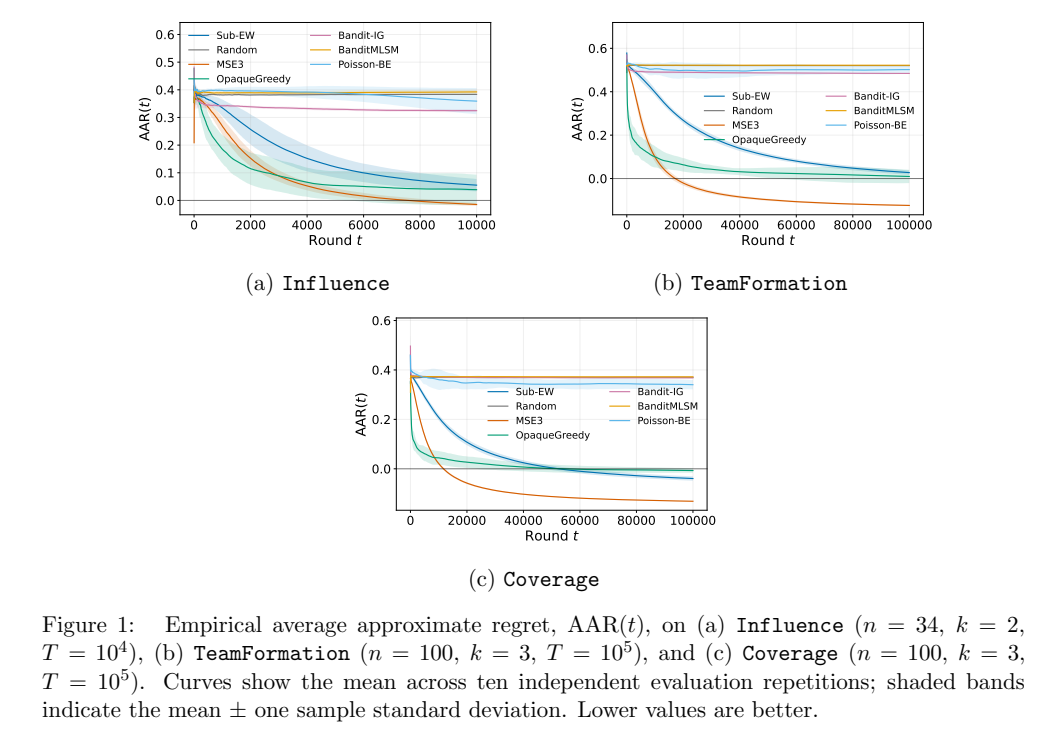 0.6
0.5
0.4
0.3
0.2
0.1
0.0
AAR(t)
Sub-EW
Random
MSE3
OpaqueGreedy
Bandit-IG
BanditMLSM
Poisson-BE
0 2000 4000 6000 8000 10000
Round t
(a) Influence
0.6
0.4
0.2
0.0
AAR(t)
Sub-EW
Random
MSE3
OpaqueGreedy
Bandit-IG
BanditMLSM
Poisson-BE
0 20000 40000 60000 80000 100000
Round t
(b) TeamFormation
0.6
0.4
0.2
0.0
AAR(t)
Sub-EW
Random
MSE3
OpaqueGreedy
Bandit-IG
BanditMLSM
Poisson-BE
0 20000 40000 60000 80000 100000
Round t
(c) Coverage
Figure 1: Empirical average approximate regret, AAR(t), on (a) Influence (n = 34, k = 2,
T = 10⁴), (b) TeamFormation (n = 100, k = 3, T = 10⁵), and (c) Coverage (n = 100, k = 3,
T = 10⁵). Curves show the mean across ten independent evaluation repetitions; shaded bands
indicate the mean ± one sample standard deviation. Lower values are better.